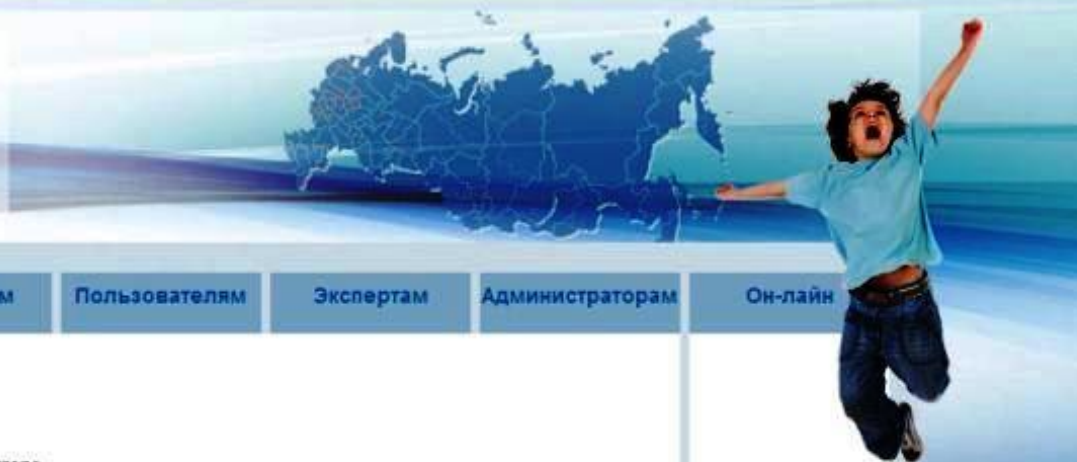 м
Пользователям
Экспертам
Администраторам
Он-лайн